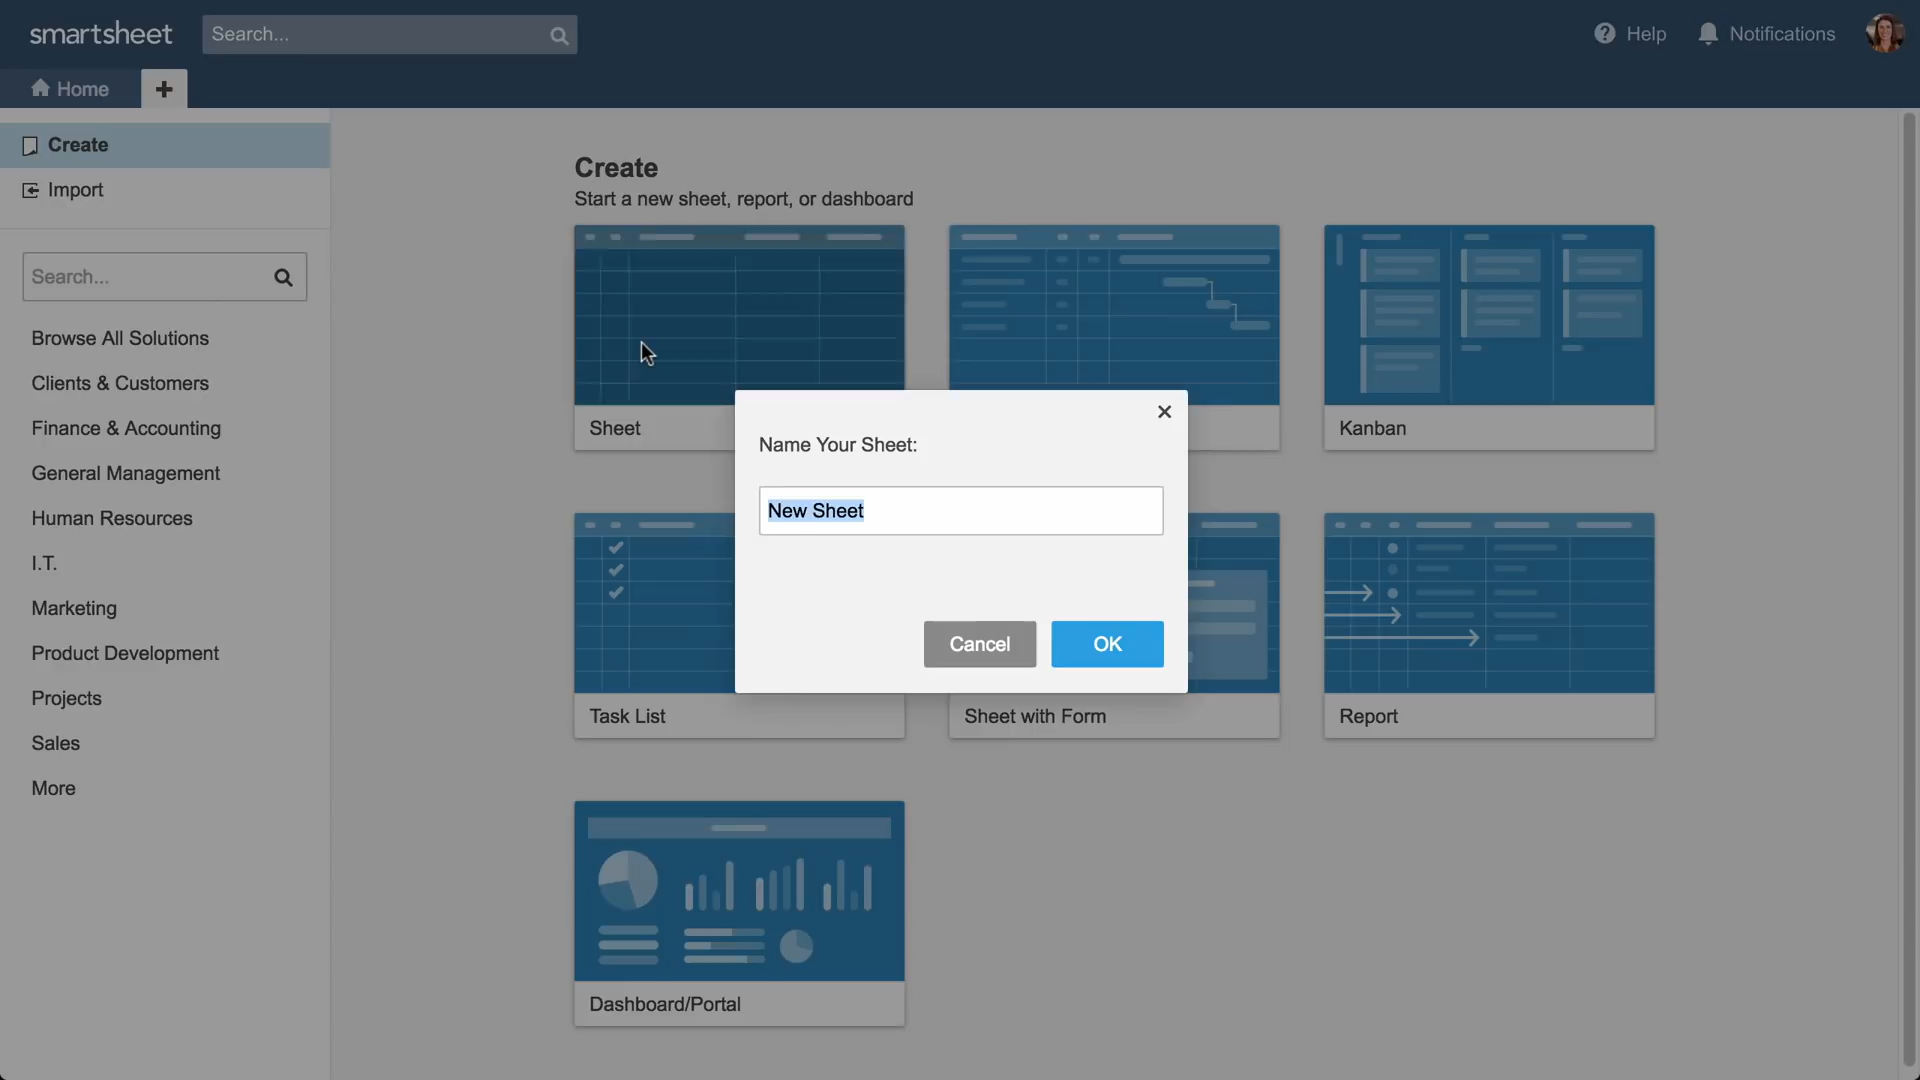 smartsheet
Search...
Help
Notifications
Home
Create
Import
Search...
Browse All Solutions
Clients & Customers
Finance & Accounting
General Management
Human Resources
I.T.
Marketing
Product Development
Projects
Sales
More
Create
Start a new sheet, report, or dashboard
Sheet
Kanban
Name Your Sheet:
New Sheet
Cancel
OK
Task List
Sheet with Form
Report
Dashboard/Portal